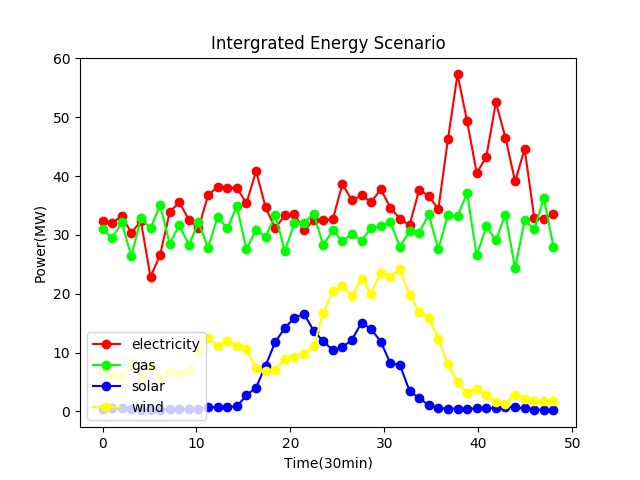 Intergrated Energy Scenario
Power(MW)
60
50
40
30
20
10
0
electricity
gas
solar
wind
0 10 20 30 40 50
Time(30min)